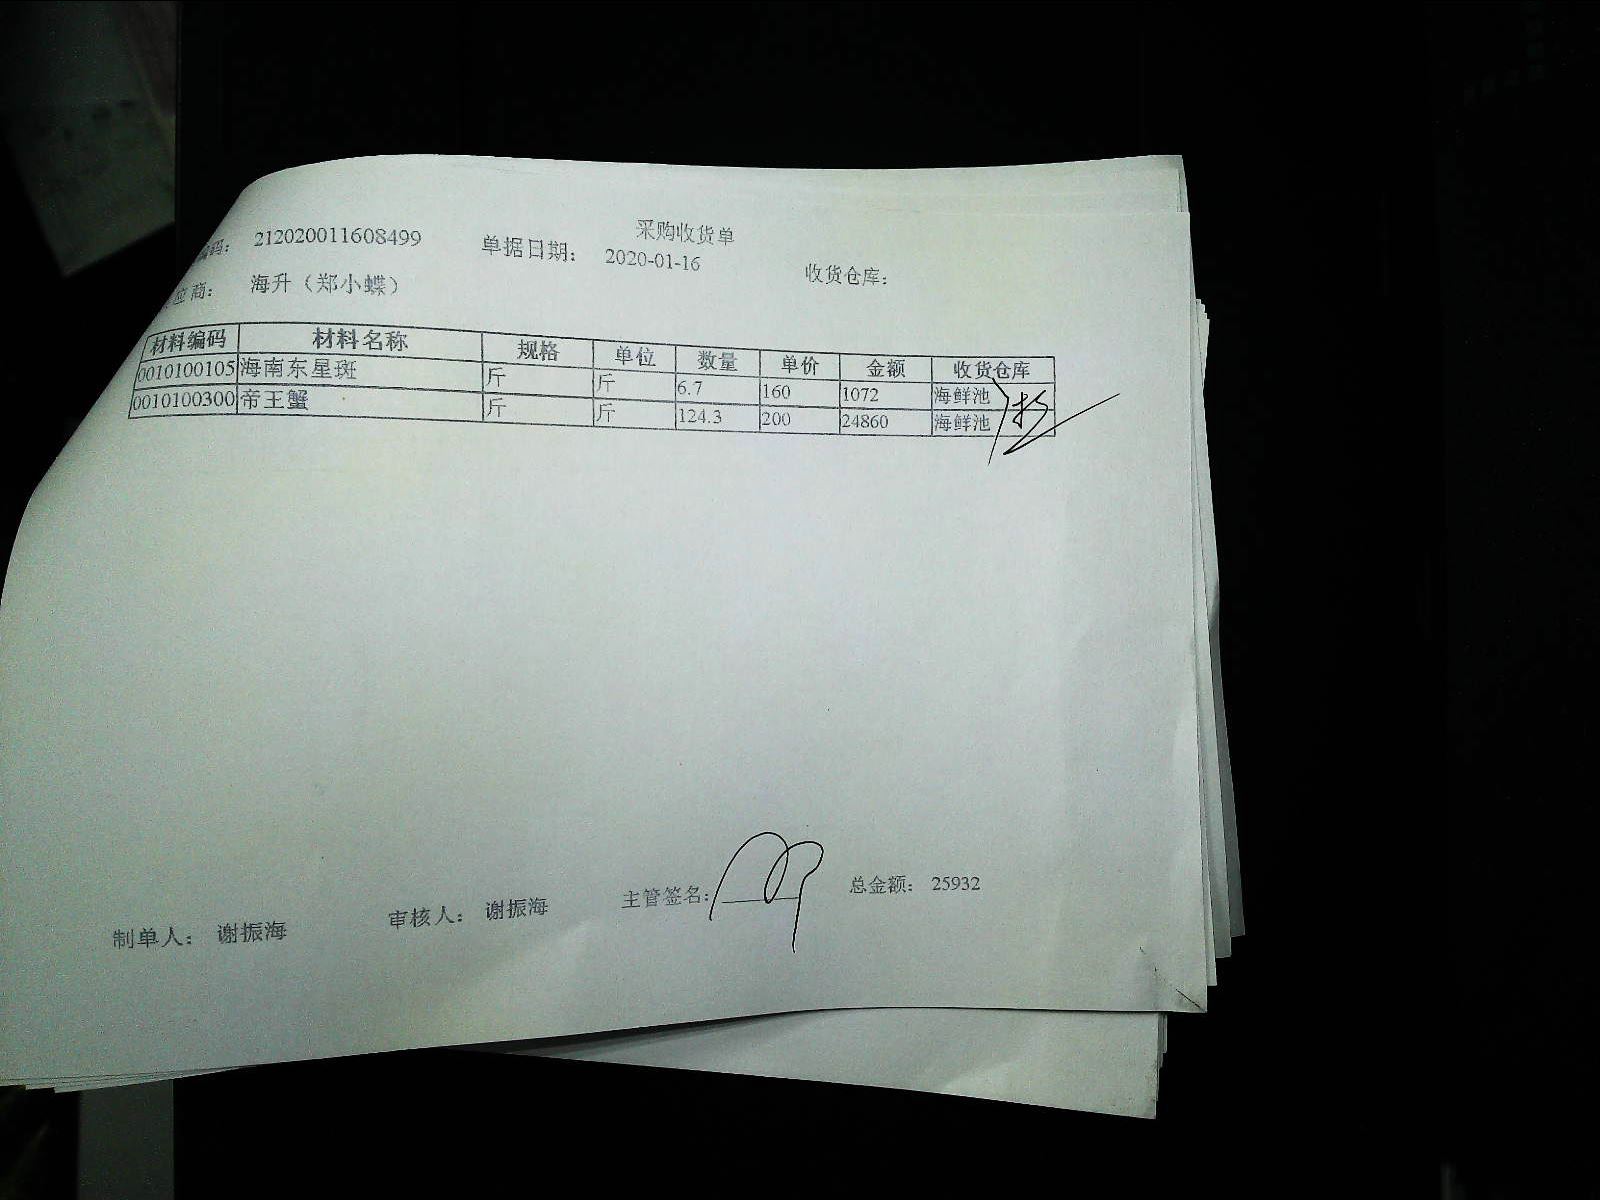 采购收货单
编码： 212020011608499 单据日期： 2020-01-16 收货仓库：
应商： 海升（郑小蝶）
材料编码 材料名称 规格 单位 数量 单价 金额 收货仓库
0010100105 海南东星斑 斤 斤 6.7 160 1072 海鲜池
0010100300 帝王蟹 斤 斤 124.3 200 24860 海鲜池
制单人： 谢振海 审核人： 谢振海 主管签名： 总金额： 25932